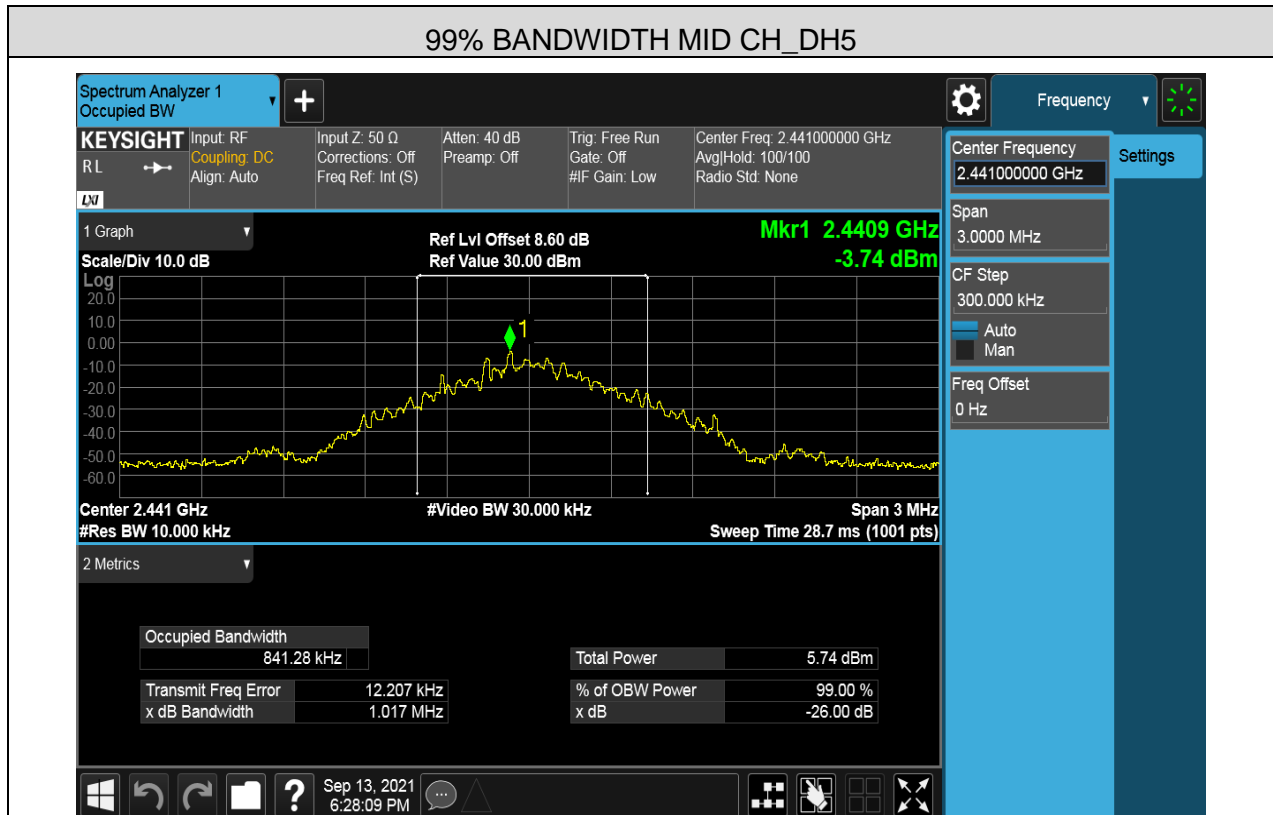 99% BANDWIDTH MID CH_DH5
Spectrum Analyzer 1
Occupied BW
+
Frequency
KEYSIGHT
RL
LXI
Input: RF
Coupling: DC
Align: Auto
Input Z: 50 Ω
Corrections: Off
Freq Ref: Int (S)
Atten: 40 dB
Preamp: Off
Trig: Free Run
Gate: Off
#IF Gain: Low
Center Freq: 2.441000000 GHz
Avg|Hold: 100/100
Radio Std: None
Center Frequency
2.441000000 GHz
Settings
Span
3.0000 MHz
CF Step
300.000 kHz
Auto
Man
Freq Offset
0 Hz
1 Graph
Scale/Div 10.0 dB
Ref Lvl Offset 8.60 dB
Ref Value 30.00 dBm
Mkr1 2.4409 GHz
-3.74 dBm
Log
20.0
10.0
0.00
-10.0
-20.0
-30.0
-40.0
-50.0
-60.0
1
Center 2.441 GHz
#Video BW 30.000 kHz
Span 3 MHz
#Res BW 10.000 kHz
Sweep Time 28.7 ms (1001 pts)
2 Metrics
Occupied Bandwidth
841.28 kHz
Total Power 5.74 dBm
Transmit Freq Error 12.207 kHz
% of OBW Power 99.00 %
x dB Bandwidth 1.017 MHz
x dB -26.00 dB
?
Sep 13, 2021
6:28:09 PM